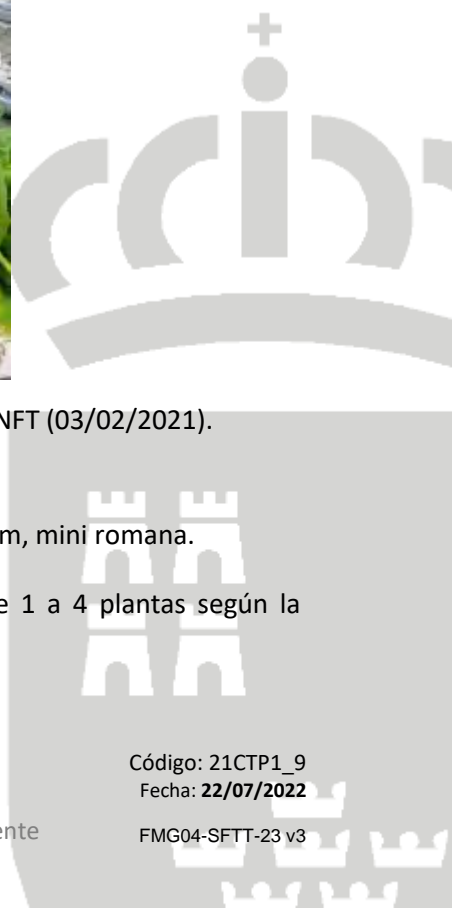 NFT (03/02/2021).
m, mini romana.
e 1 a 4 plantas según la
Código: 21CTP1_9
Fecha: 22/07/2022
ente
FMG04-SFTT-23 v3